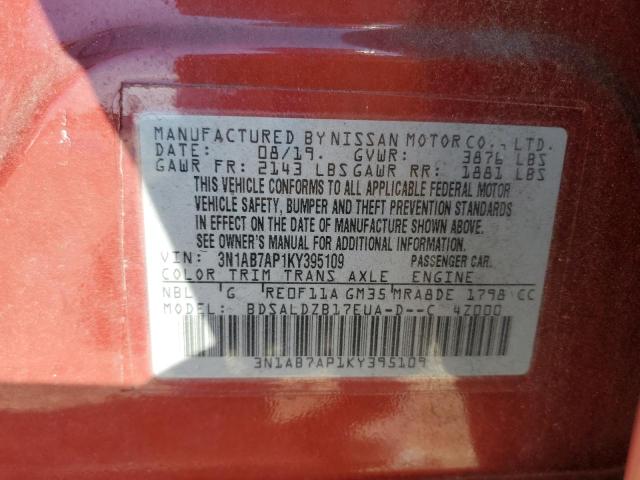 MANUFACTURED BY NISSAN MOTOR CO., LTD.
DATE: 08/19. GVWR: 3876 LBS
GAWR FR: 2143 LBS GAWR RR: 1881 LBS
THIS VEHICLE CONFORMS TO ALL APPLICABLE FEDERAL MOTOR
VEHICLE SAFETY, BUMPER AND THEFT PREVENTION STANDARDS
IN EFFECT ON THE DATE OF MANUFACTURE SHOWN ABOVE.
SEE OWNER'S MANUAL FOR ADDITIONAL INFORMATION.
VIN: 3N1AB7AP1KY395109 PASSENGER CAR.
COLOR TRIM TRANS AXLE ENGINE
NBL G RE0F11A GM35 MRA8DE 1798 CC
MODEL BDSALDZB17EUA-D--C 4Z000
3N1AB7AP1KY395109